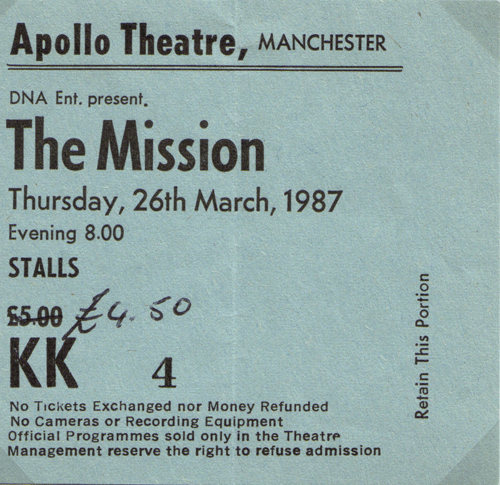 Apollo Theatre, MANCHESTER
DNA Ent. present.
The Mission
Thursday, 26th March, 1987
Evening 8.00
STALLS
£5.00 £4.50
KK 4
No Tickets Exchanged nor Money Refunded
No Cameras or Recording Equipment
Official Programmes sold only in the Theatre
Management reserve the right to refuse admission
Retain This Portion